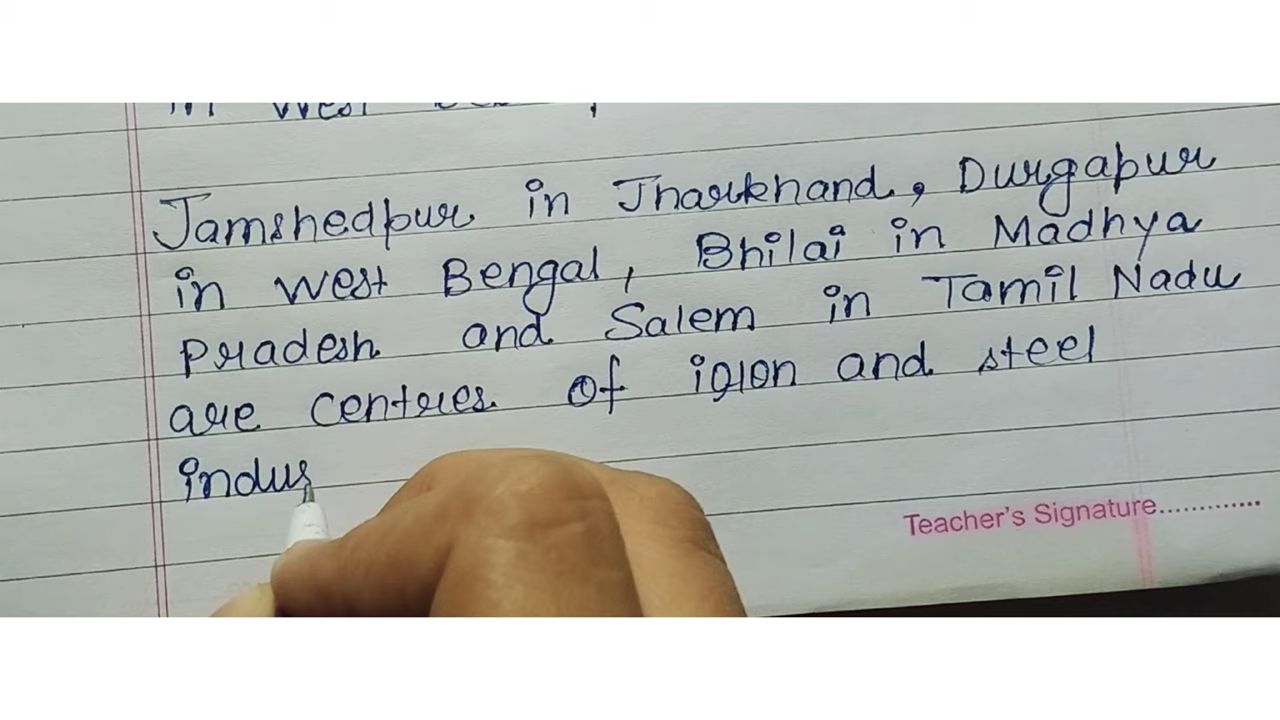 Jamshedpur in Jharkhand, Durgapur
in West Bengal, Bhilai in Madhya
Pradesh and Salem in Tamil Nadu
are centres of iron and steel
indus
Teacher's Signature.............